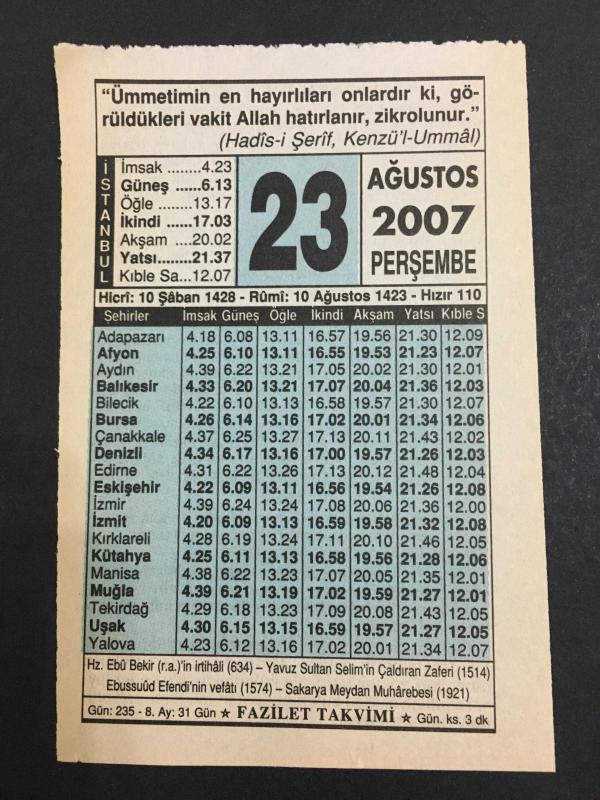 “Ümmetimin en hayırlıları onlardır ki, gö-
rüldükleri vakit Allah hatırlanır, zikrolunur.”
(Hadîs-i Şerîf, Kenzü’l-Ummâl)
İSTANBUL
İmsak ........4.23
Güneş ......6.13
Öğle ........13.17
İkindi ......17.03
Akşam ....20.02
Yatsı........21.37
Kıble Sa...12.07
23
AĞUSTOS
2007
PERŞEMBE
Hicrî: 10 Şâban 1428 - Rûmî: 10 Ağustos 1423 - Hızır 110
Şehirler İmsak Güneş Öğle İkindi Akşam Yatsı Kıble S
Adapazarı 4.18 6.08 13.11 16.57 19.56 21.30 12.09
Afyon 4.25 6.10 13.11 16.55 19.53 21.23 12.07
Aydın 4.39 6.22 13.21 17.05 20.02 21.30 12.01
Balıkesir 4.33 6.20 13.21 17.07 20.04 21.36 12.03
Bilecik 4.22 6.10 13.13 16.58 19.57 21.30 12.07
Bursa 4.26 6.14 13.16 17.02 20.01 21.34 12.06
Çanakkale 4.37 6.25 13.27 17.13 20.11 21.43 12.02
Denizli 4.34 6.17 13.16 17.00 19.57 21.26 12.03
Edirne 4.31 6.22 13.26 17.13 20.12 21.48 12.04
Eskişehir 4.22 6.09 13.11 16.56 19.54 21.26 12.08
İzmir 4.39 6.24 13.24 17.08 20.06 21.36 12.00
İzmit 4.20 6.09 13.13 16.59 19.58 21.32 12.08
Kırklareli 4.28 6.19 13.24 17.11 20.10 21.46 12.05
Kütahya 4.25 6.11 13.13 16.58 19.56 21.28 12.06
Manisa 4.38 6.22 13.23 17.07 20.05 21.35 12.01
Muğla 4.39 6.21 13.19 17.02 19.59 21.27 12.01
Tekirdağ 4.29 6.18 13.23 17.09 20.08 21.43 12.05
Uşak 4.30 6.15 13.15 16.59 19.57 21.27 12.05
Yalova 4.23 6.12 13.16 17.02 20.01 21.34 12.07
Hz. Ebû Bekir (r.a.)’in irtihâli (634) – Yavuz Sultan Selim’in Çaldıran Zaferi (1514)
Ebussuûd Efendi’nin vefâtı (1574) – Sakarya Meydan Muhârebesi (1921)
Gün: 235 - 8. Ay: 31 Gün ★ FAZİLET TAKVİMİ ★ Gün. ks. 3 dk